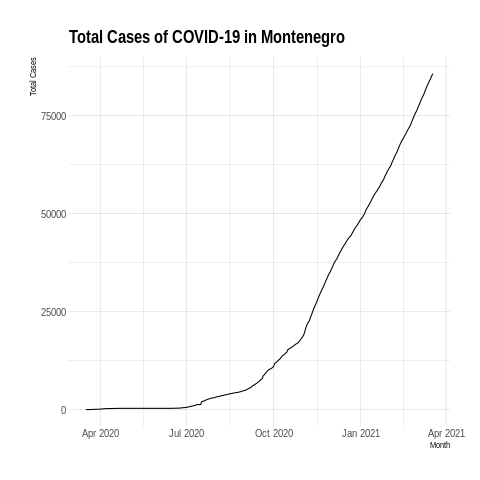 Total Cases of COVID-19 in Montenegro
Total Cases
75000
50000
25000
0
Apr 2020 Jul 2020 Oct 2020 Jan 2021 Apr 2021
Month